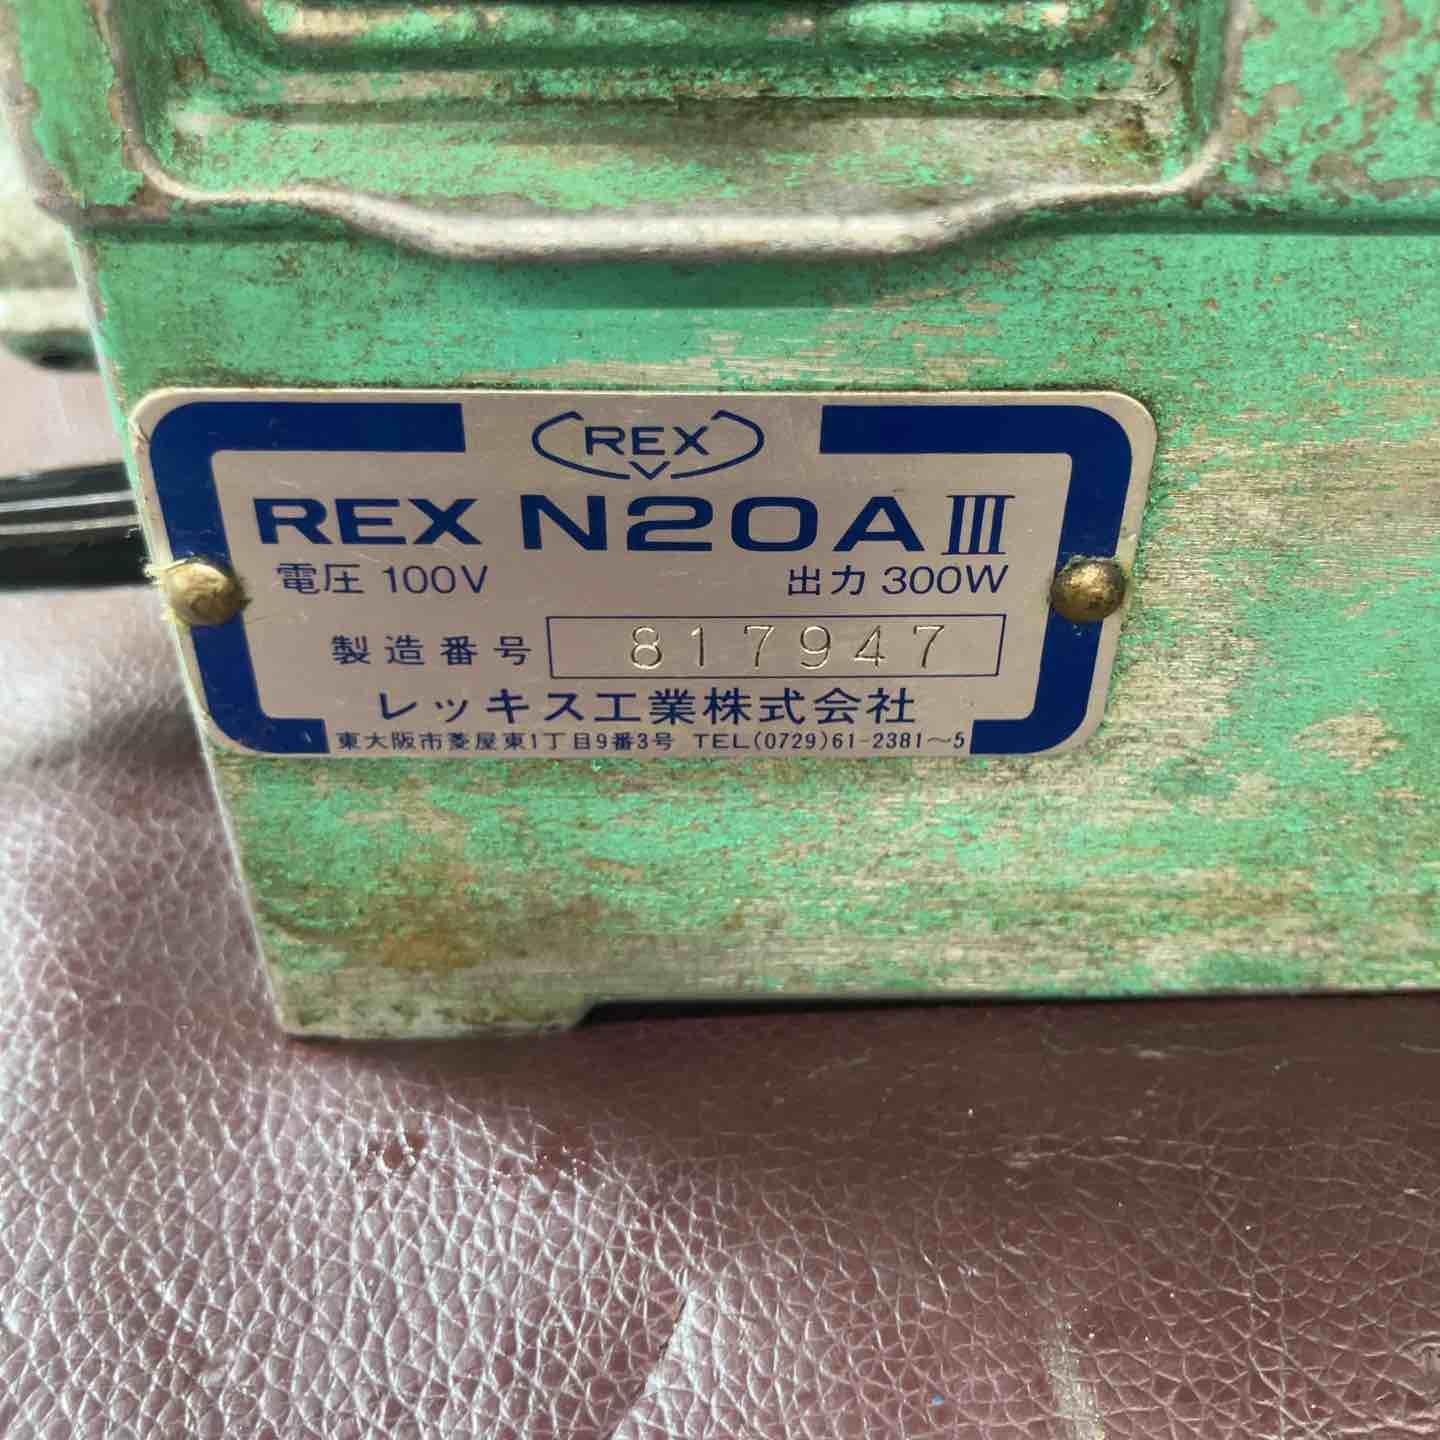 REX
REX N20AⅢ
電圧 100V 出力 300W
製造番号 817947
レッキス工業株式会社
東大阪市菱屋東1丁目9番3号 TEL(0729)61-2381〜5